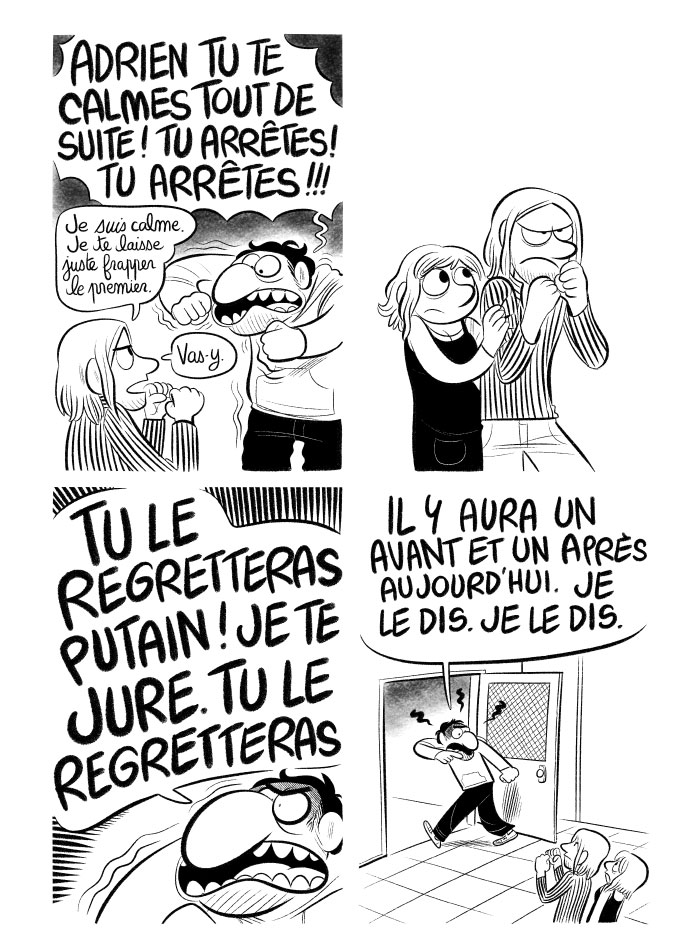 ADRIEN TU TE
CALMES TOUT DE
SUITE ! TU ARRÊTES !
TU ARRÊTES !!!
Je suis calme.
Je te laisse
juste frapper
le premier.
Vas-y.
TU LE
REGRETTERAS
PUTAIN ! JE TE
JURE. TU LE
REGRETTERAS
IL Y AURA UN
AVANT ET UN APRÈS
AUJOURD'HUI. JE
LE DIS. JE LE DIS.